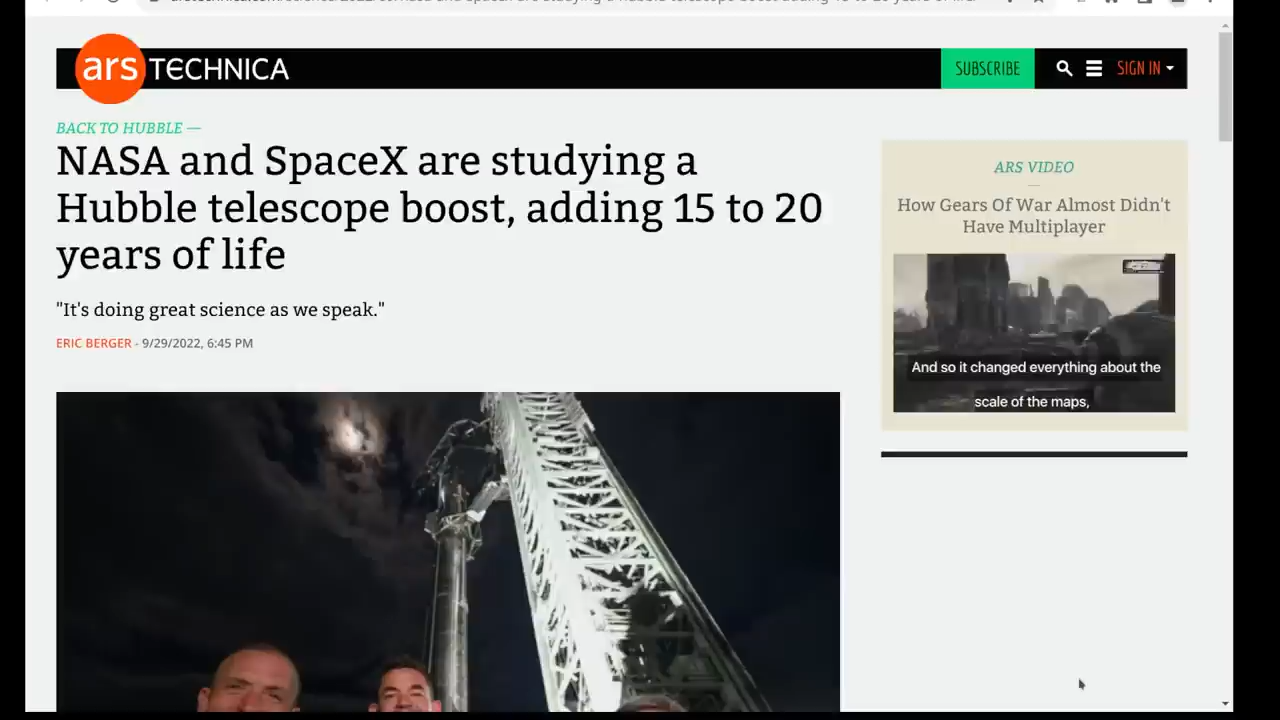 ars TECHNICA
SUBSCRIBE
SIGN IN
BACK TO HUBBLE —
NASA and SpaceX are studying a
Hubble telescope boost, adding 15 to 20
years of life
"It's doing great science as we speak."
ERIC BERGER - 9/29/2022, 6:45 PM
ARS VIDEO
How Gears Of War Almost Didn't
Have Multiplayer
And so it changed everything about the
scale of the maps,